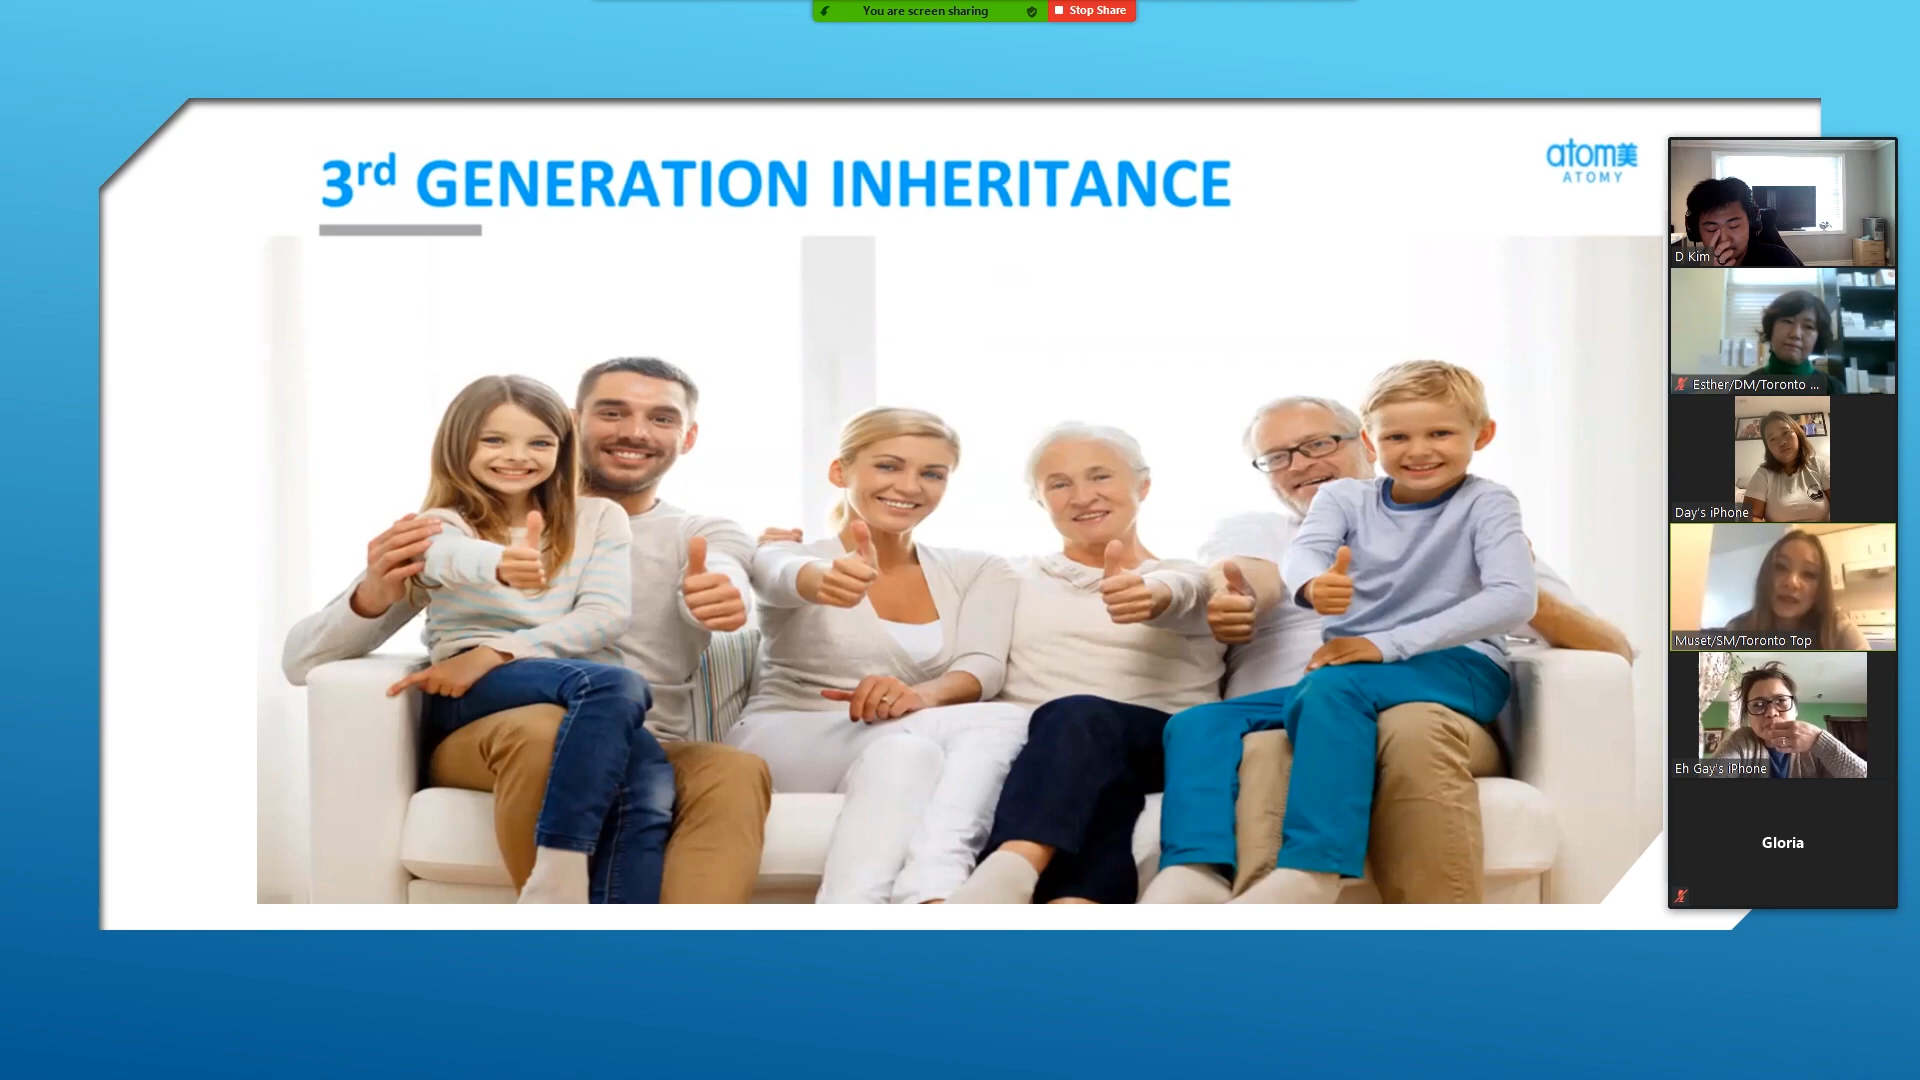 You are screen sharing
Stop Share
3rd GENERATION INHERITANCE
atom美
ATOMY
D Kim
Esther/DM/Toronto ...
Day's iPhone
Muset/SM/Toronto Top
Eh Gay's iPhone
Gloria